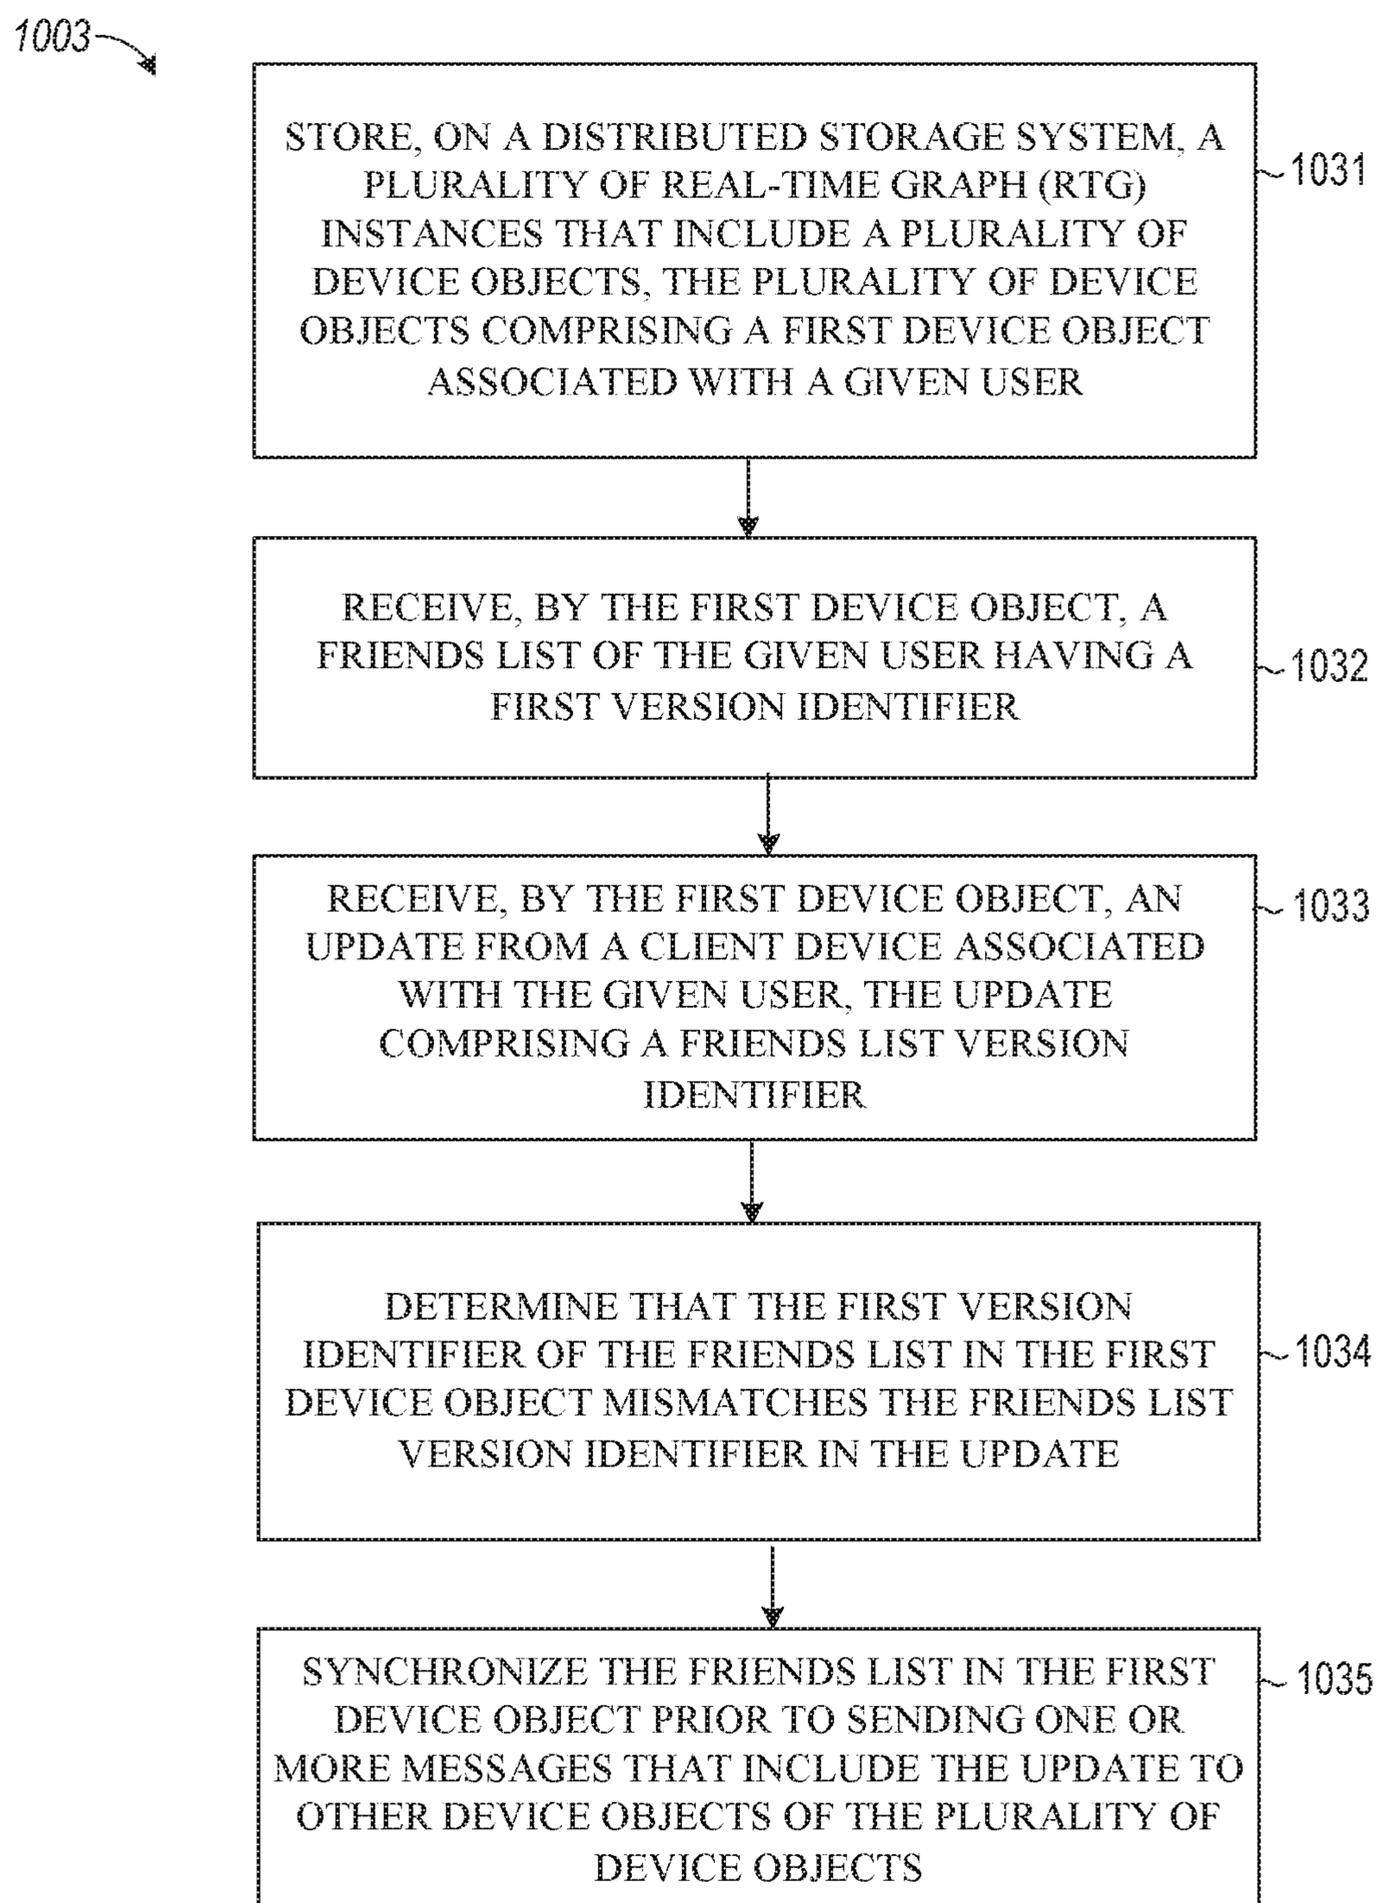 1003
STORE, ON A DISTRIBUTED STORAGE SYSTEM, A
PLURALITY OF REAL-TIME GRAPH (RTG)
INSTANCES THAT INCLUDE A PLURALITY OF
DEVICE OBJECTS, THE PLURALITY OF DEVICE
OBJECTS COMPRISING A FIRST DEVICE OBJECT
ASSOCIATED WITH A GIVEN USER
1031
RECEIVE, BY THE FIRST DEVICE OBJECT, A
FRIENDS LIST OF THE GIVEN USER HAVING A
FIRST VERSION IDENTIFIER
1032
RECEIVE, BY THE FIRST DEVICE OBJECT, AN
UPDATE FROM A CLIENT DEVICE ASSOCIATED
WITH THE GIVEN USER, THE UPDATE
COMPRISING A FRIENDS LIST VERSION
IDENTIFIER
1033
DETERMINE THAT THE FIRST VERSION
IDENTIFIER OF THE FRIENDS LIST IN THE FIRST
DEVICE OBJECT MISMATCHES THE FRIENDS LIST
VERSION IDENTIFIER IN THE UPDATE
1034
SYNCHRONIZE THE FRIENDS LIST IN THE FIRST
DEVICE OBJECT PRIOR TO SENDING ONE OR
MORE MESSAGES THAT INCLUDE THE UPDATE TO
OTHER DEVICE OBJECTS OF THE PLURALITY OF
DEVICE OBJECTS
1035